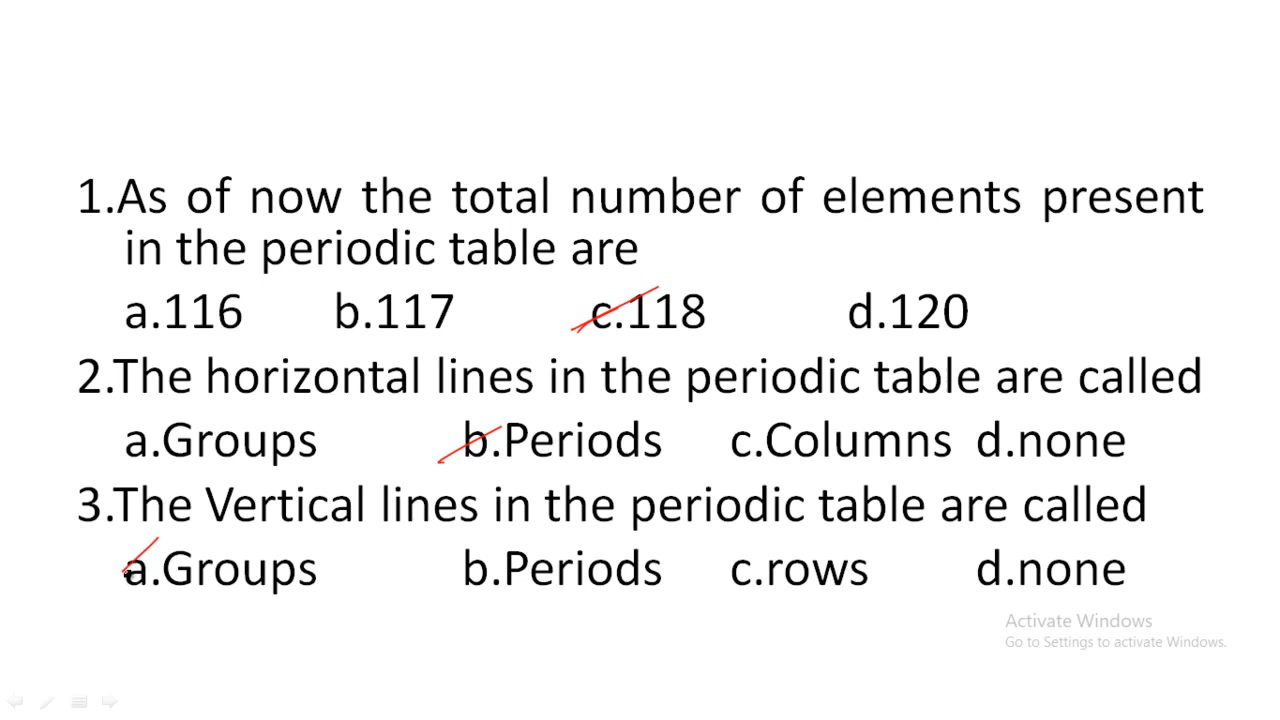 1.As of now the total number of elements present
in the periodic table are
a.116 b.117 c.118 d.120
2.The horizontal lines in the periodic table are called
a.Groups b.Periods c.Columns d.none
3.The Vertical lines in the periodic table are called
a.Groups b.Periods c.rows d.none
Activate Windows
Go to Settings to activate Windows.